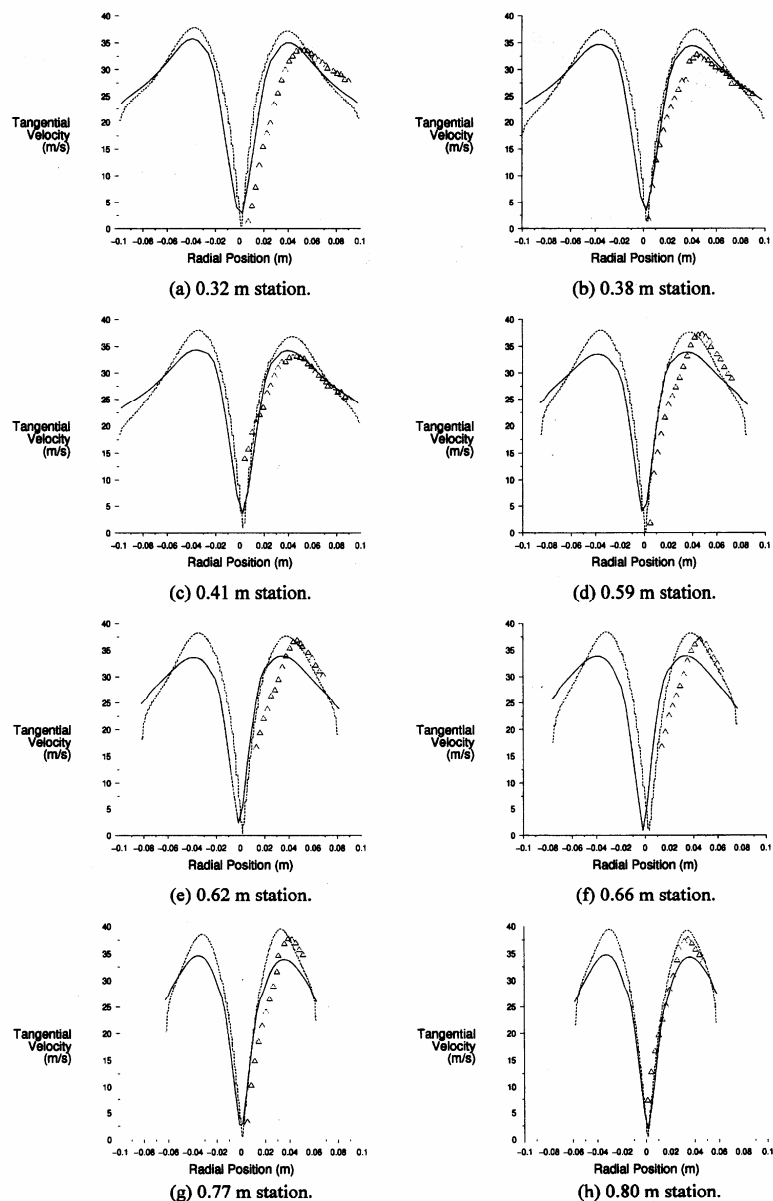 40
35
30
25
20
15
10
5
0
Tangential
Velocity
(m/s)
-0.1 -0.08 -0.06 -0.04 -0.02 0 0.02 0.04 0.06 0.08 0.1
Radial Position (m)
(a) 0.32 m station.
40
35
30
25
20
15
10
5
0
Tangential
Velocity
(m/s)
-0.1 -0.08 -0.06 -0.04 -0.02 0 0.02 0.04 0.06 0.08 0.1
Radial Position (m)
(b) 0.38 m station.
40
35
30
25
20
15
10
5
0
Tangential
Velocity
(m/s)
-0.1 -0.08 -0.06 -0.04 -0.02 0 0.02 0.04 0.06 0.08 0.1
Radial Position (m)
(c) 0.41 m station.
40
35
30
25
20
15
10
5
0
Tangential
Velocity
(m/s)
-0.1 -0.08 -0.06 -0.04 -0.02 0 0.02 0.04 0.06 0.08 0.1
Radial Position (m)
(d) 0.59 m station.
40
35
30
25
20
15
10
5
0
Tangential
Velocity
(m/s)
-0.1 -0.08 -0.06 -0.04 -0.02 0 0.02 0.04 0.06 0.08 0.1
Radial Position (m)
(e) 0.62 m station.
40
35
30
25
20
15
10
5
0
Tangential
Velocity
(m/s)
-0.1 -0.08 -0.06 -0.04 -0.02 0 0.02 0.04 0.06 0.08 0.1
Radial Position (m)
(f) 0.66 m station.
40
35
30
25
20
15
10
5
0
Tangential
Velocity
(m/s)
-0.1 -0.08 -0.06 -0.04 -0.02 0 0.02 0.04 0.06 0.08 0.1
Radial Position (m)
(g) 0.77 m station.
40
35
30
25
20
15
10
5
0
Tangential
Velocity
(m/s)
-0.1 -0.08 -0.06 -0.04 -0.02 0 0.02 0.04 0.06 0.08 0.1
Radial Position (m)
(h) 0.80 m station.